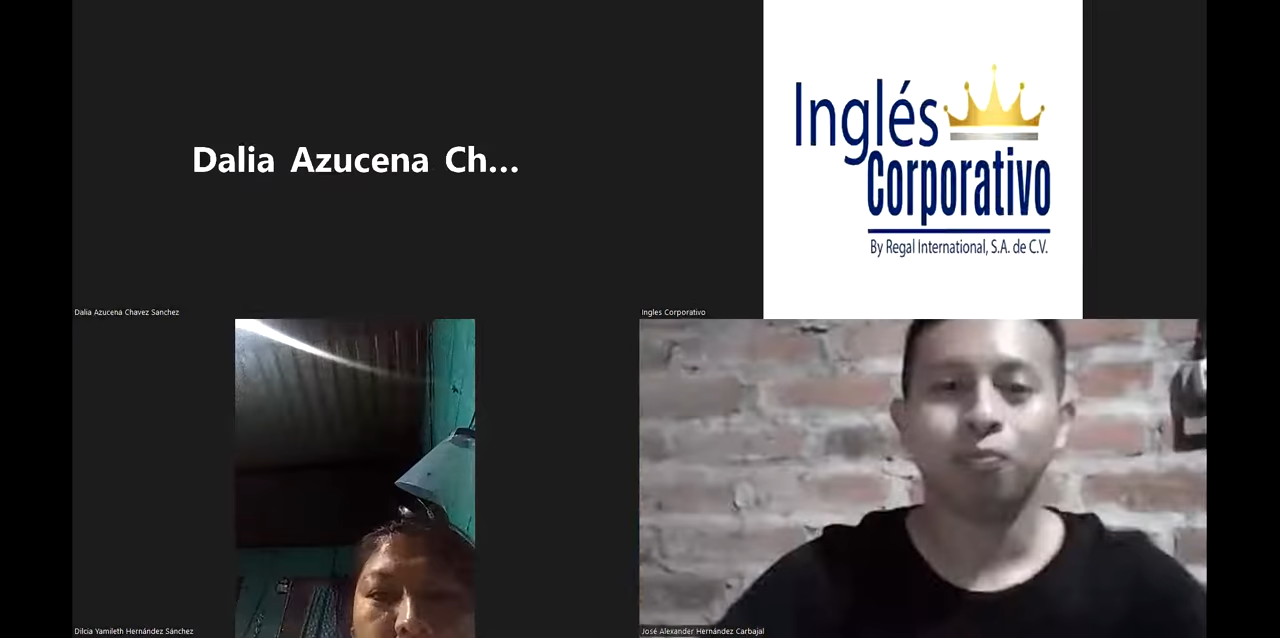 Dalia Azucena Ch...
Inglés
Corporativo
By Regal International, S.A. de C.V.
Dalia Azucena Chavez Sanchez
Ingles Corporativo
Dilcia Yamileth Hernández Sánchez
José Alexander Hernández Carbajal